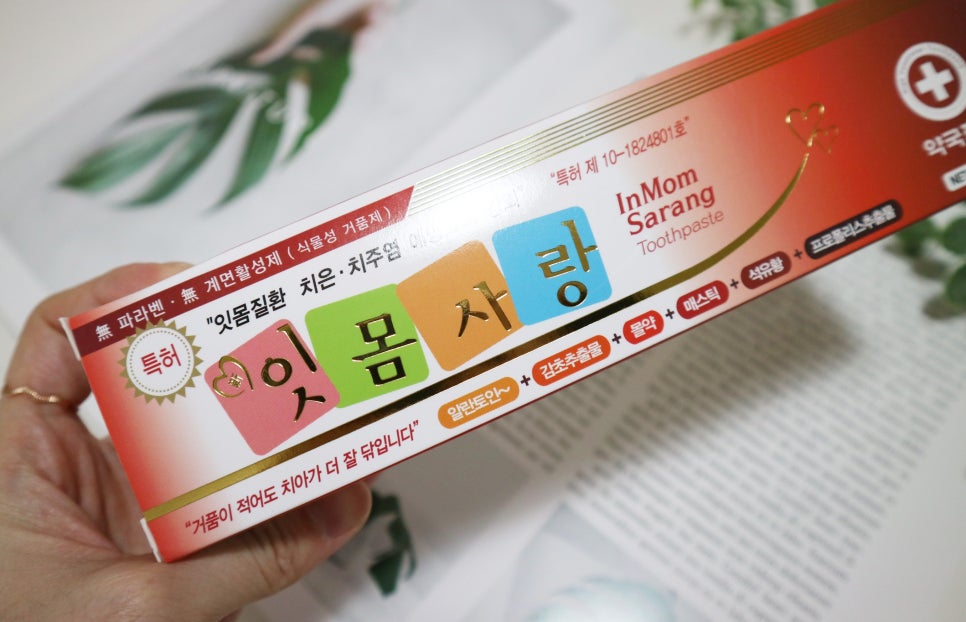 無 파라벤 · 無 계면활성제 ( 식물성 거품제 )
"잇몸질환 치은 · 치주염
"특허 제 10-1824801호"
특허
잇몸사랑
InMom
Sarang
Toothpaste
알란토인~ + 감초추출물 + 몰약 + 매스틱 + 석유황 + 프로폴리스추출물
"거품이 적어도 치아가 더 잘 닦입니다"
약국
NET